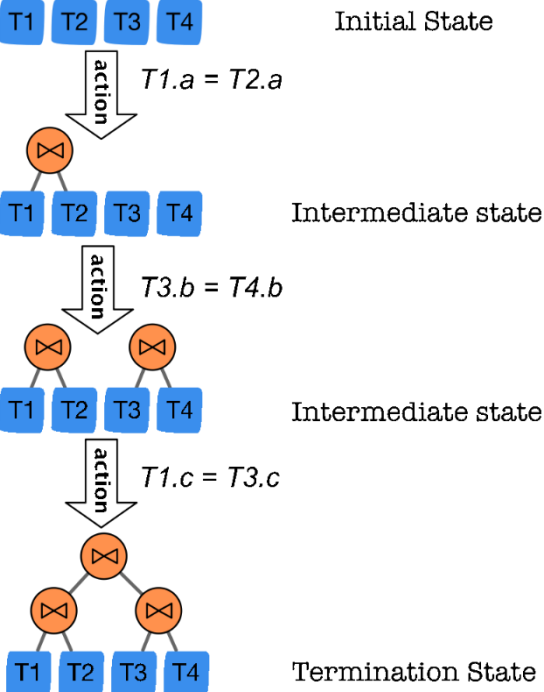 T1 T2 T3 T4 Initial State
action T1.a = T2.a
⋈
T1 T2 T3 T4 Intermediate state
action T3.b = T4.b
⋈ ⋈
T1 T2 T3 T4 Intermediate state
action T1.c = T3.c
⋈
⋈ ⋈
T1 T2 T3 T4 Termination State